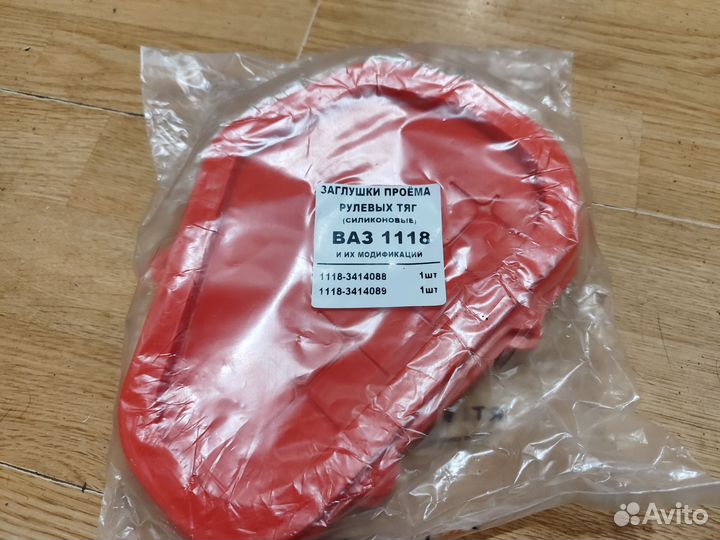 ЗАГЛУШКИ ПРОЁМА
РУЛЕВЫХ ТЯГ
(СИЛИКОНОВЫЕ)
ВАЗ 1118
И ИХ МОДИФИКАЦИЙ
1118-3414088 1шт
1118-3414089 1шт
Avito